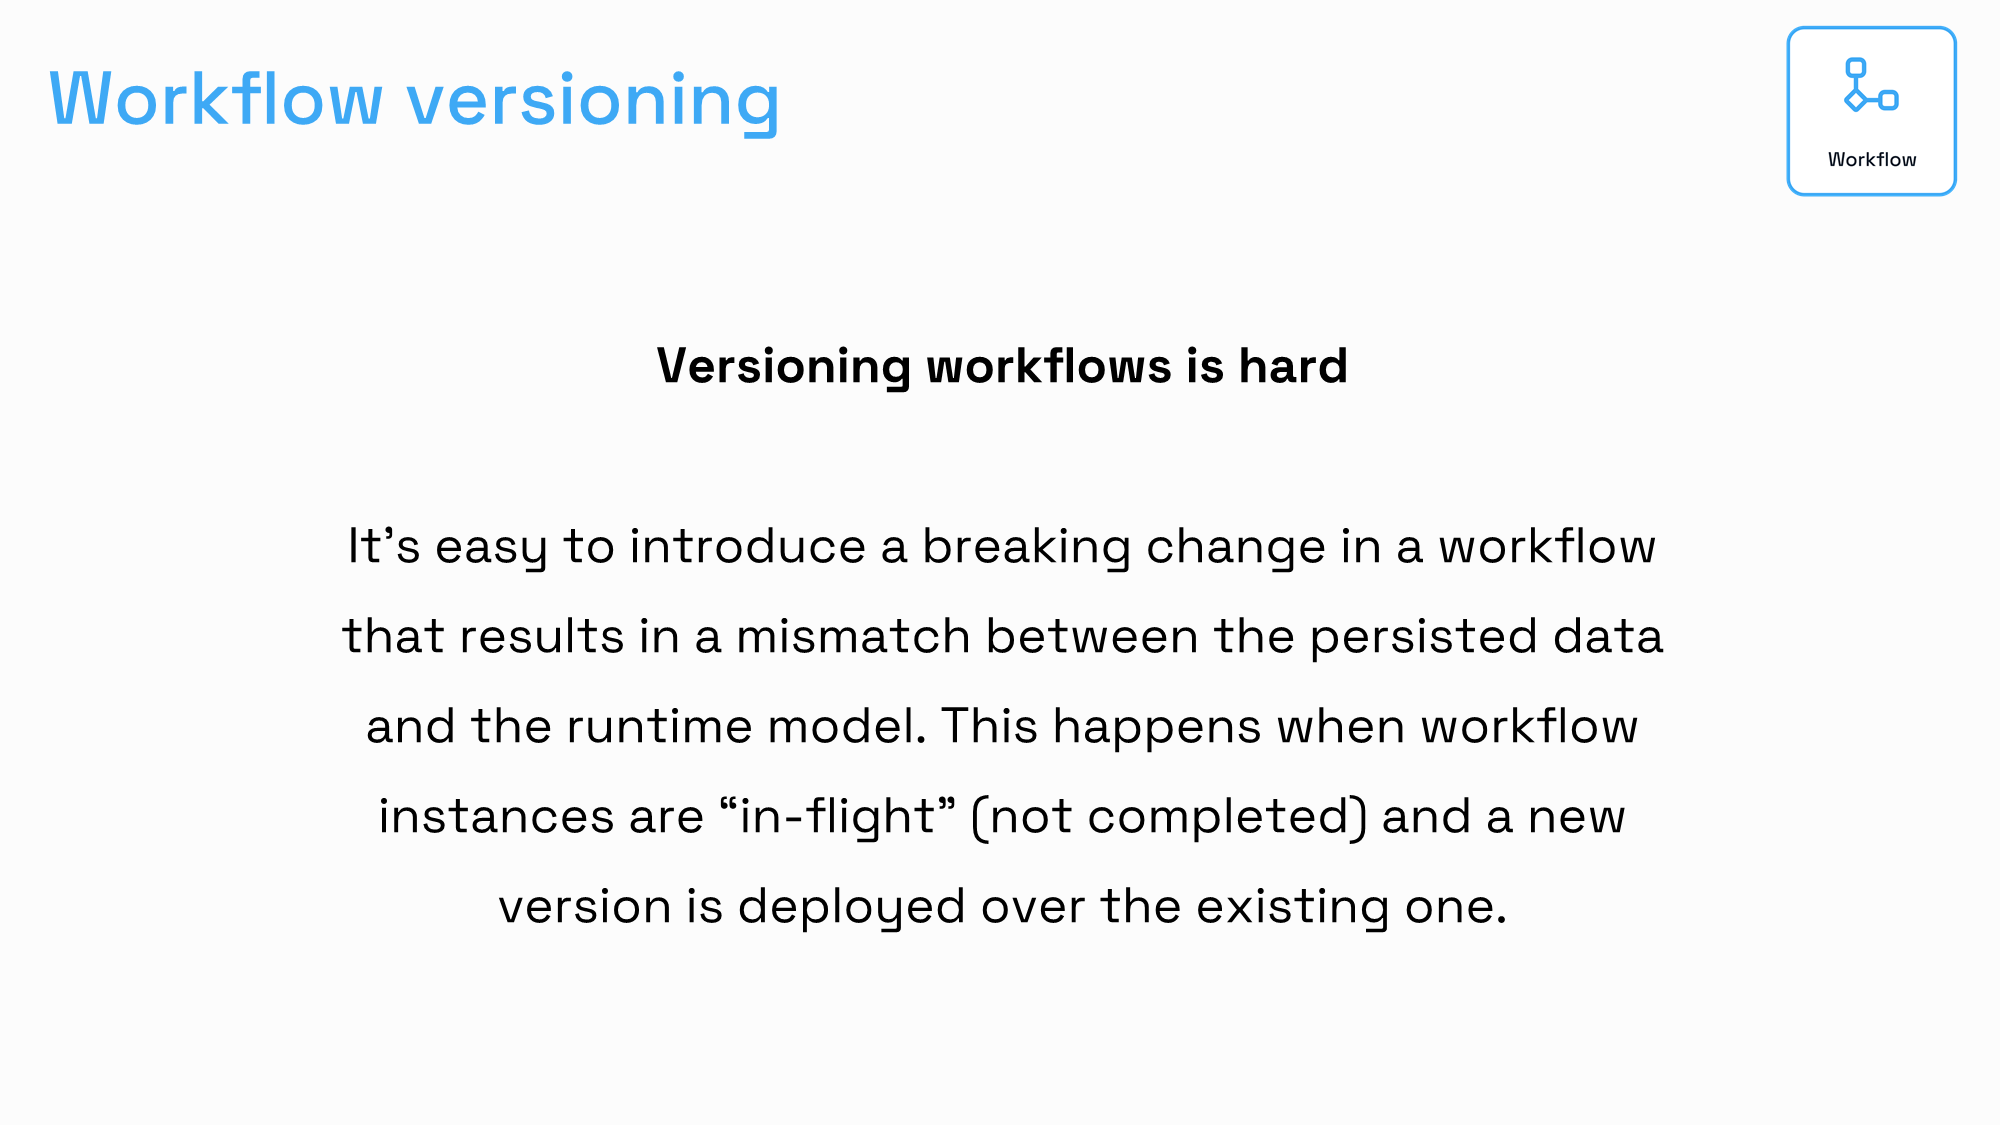 Workflow versioning
Workflow
Versioning workflows is hard
It’s easy to introduce a breaking change in a workflow
that results in a mismatch between the persisted data
and the runtime model. This happens when workflow
instances are “in-flight” (not completed) and a new
version is deployed over the existing one.